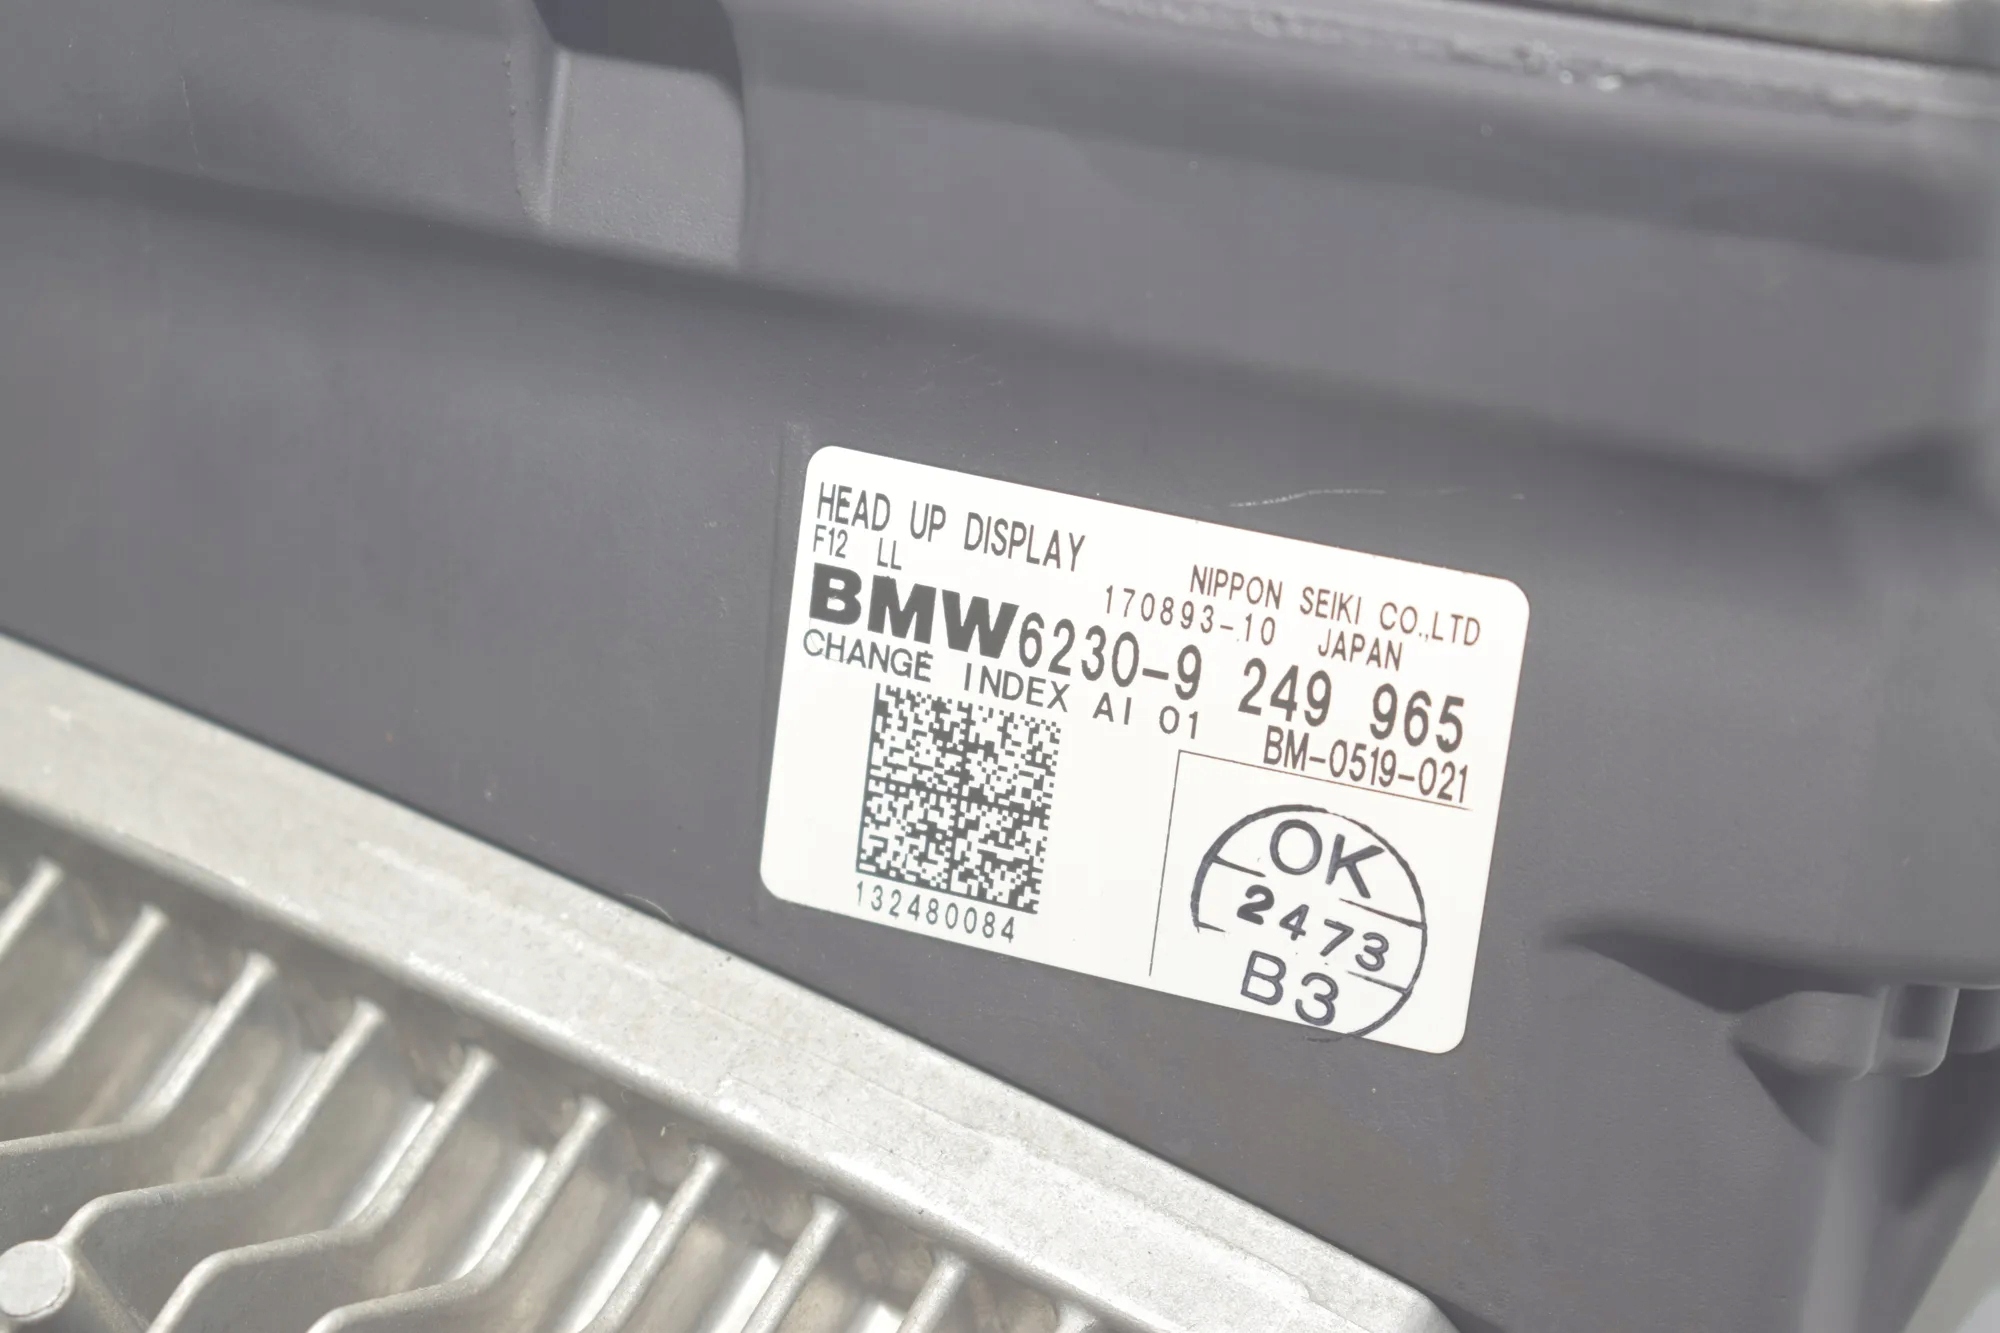 HEAD UP DISPLAY
F12 LL
NIPPON SEIKI CO.,LTD
170893-10 JAPAN
BMW 6230-9 249 965
CHANGE INDEX AI 01
BM-0519-021
132480084
OK
2473
B3